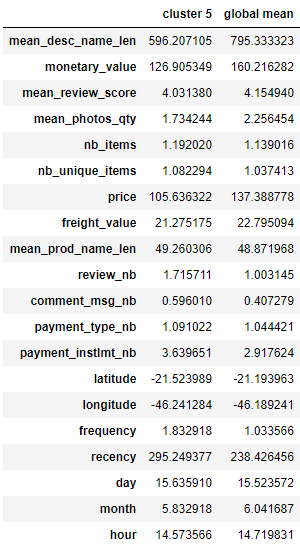 cluster 5 global mean
mean_desc_name_len 596.207105 795.333323
monetary_value 126.905349 160.216282
mean_review_score 4.031380 4.154940
mean_photos_qty 1.734244 2.256454
nb_items 1.192020 1.139016
nb_unique_items 1.082294 1.037413
price 105.636322 137.388778
freight_value 21.275175 22.795094
mean_prod_name_len 49.260306 48.871968
review_nb 1.715711 1.003145
comment_msg_nb 0.596010 0.407279
payment_type_nb 1.091022 1.044421
payment_instlmt_nb 3.639651 2.917624
latitude -21.523989 -21.193963
longitude -46.241284 -46.189241
frequency 1.832918 1.033566
recency 295.249377 238.426456
day 15.635910 15.523572
month 5.832918 6.041687
hour 14.573566 14.719831